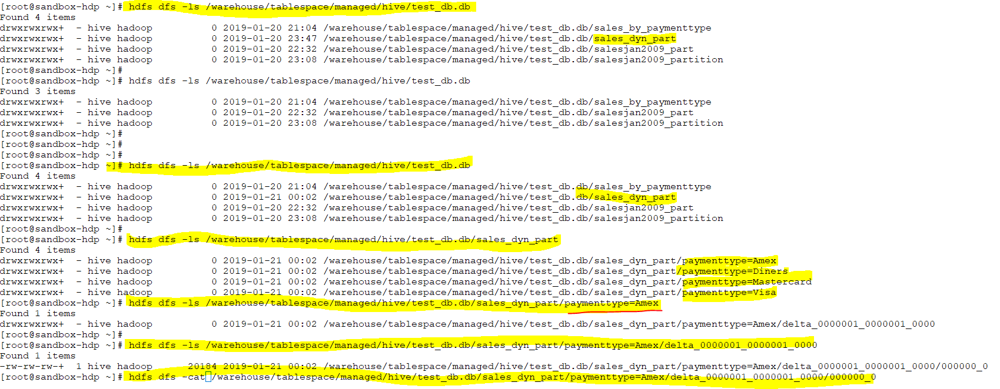 [root@sandbox-hdp ~]# hdfs dfs -ls /warehouse/tablespace/managed/hive/test_db.db
Found 4 items
drwxrwxrwx+  - hive hadoop          0 2019-01-20 21:04 /warehouse/tablespace/managed/hive/test_db.db/sales_by_paymenttype
drwxrwxrwx+  - hive hadoop          0 2019-01-20 23:47 /warehouse/tablespace/managed/hive/test_db.db/sales_dyn_part
drwxrwxrwx+  - hive hadoop          0 2019-01-20 22:32 /warehouse/tablespace/managed/hive/test_db.db/salesjan2009_part
drwxrwxrwx+  - hive hadoop          0 2019-01-20 23:08 /warehouse/tablespace/managed/hive/test_db.db/salesjan2009_partition
[root@sandbox-hdp ~]#
[root@sandbox-hdp ~]# hdfs dfs -ls /warehouse/tablespace/managed/hive/test_db.db
Found 3 items
drwxrwxrwx+  - hive hadoop          0 2019-01-20 21:04 /warehouse/tablespace/managed/hive/test_db.db/sales_by_paymenttype
drwxrwxrwx+  - hive hadoop          0 2019-01-20 22:32 /warehouse/tablespace/managed/hive/test_db.db/salesjan2009_part
drwxrwxrwx+  - hive hadoop          0 2019-01-20 23:08 /warehouse/tablespace/managed/hive/test_db.db/salesjan2009_partition
[root@sandbox-hdp ~]#
[root@sandbox-hdp ~]#
[root@sandbox-hdp ~]#
[root@sandbox-hdp ~]# hdfs dfs -ls /warehouse/tablespace/managed/hive/test_db.db
Found 4 items
drwxrwxrwx+  - hive hadoop          0 2019-01-20 21:04 /warehouse/tablespace/managed/hive/test_db.db/sales_by_paymenttype
drwxrwxrwx+  - hive hadoop          0 2019-01-21 00:02 /warehouse/tablespace/managed/hive/test_db.db/sales_dyn_part
drwxrwxrwx+  - hive hadoop          0 2019-01-20 22:32 /warehouse/tablespace/managed/hive/test_db.db/salesjan2009_part
drwxrwxrwx+  - hive hadoop          0 2019-01-20 23:08 /warehouse/tablespace/managed/hive/test_db.db/salesjan2009_partition
[root@sandbox-hdp ~]#
[root@sandbox-hdp ~]# hdfs dfs -ls /warehouse/tablespace/managed/hive/test_db.db/sales_dyn_part
Found 4 items
drwxrwxrwx+  - hive hadoop          0 2019-01-21 00:02 /warehouse/tablespace/managed/hive/test_db.db/sales_dyn_part/paymenttype=Amex
drwxrwxrwx+  - hive hadoop          0 2019-01-21 00:02 /warehouse/tablespace/managed/hive/test_db.db/sales_dyn_part/paymenttype=Diners
drwxrwxrwx+  - hive hadoop          0 2019-01-21 00:02 /warehouse/tablespace/managed/hive/test_db.db/sales_dyn_part/paymenttype=Mastercard
drwxrwxrwx+  - hive hadoop          0 2019-01-21 00:02 /warehouse/tablespace/managed/hive/test_db.db/sales_dyn_part/paymenttype=Visa
[root@sandbox-hdp ~]# hdfs dfs -ls /warehouse/tablespace/managed/hive/test_db.db/sales_dyn_part/paymenttype=Amex
Found 1 items
drwxrwxrwx+  - hive hadoop          0 2019-01-21 00:02 /warehouse/tablespace/managed/hive/test_db.db/sales_dyn_part/paymenttype=Amex/delta_0000001_0000001_0000
[root@sandbox-hdp ~]#
[root@sandbox-hdp ~]# hdfs dfs -ls /warehouse/tablespace/managed/hive/test_db.db/sales_dyn_part/paymenttype=Amex/delta_0000001_0000001_0000
Found 1 items
-rw-rw-rw-+  1 hive hadoop      20184 2019-01-21 00:02 /warehouse/tablespace/managed/hive/test_db.db/sales_dyn_part/paymenttype=Amex/delta_0000001_0000001_0000/000000_0
[root@sandbox-hdp ~]# hdfs dfs -cat /warehouse/tablespace/managed/hive/test_db.db/sales_dyn_part/paymenttype=Amex/delta_0000001_0000001_0000/000000_0